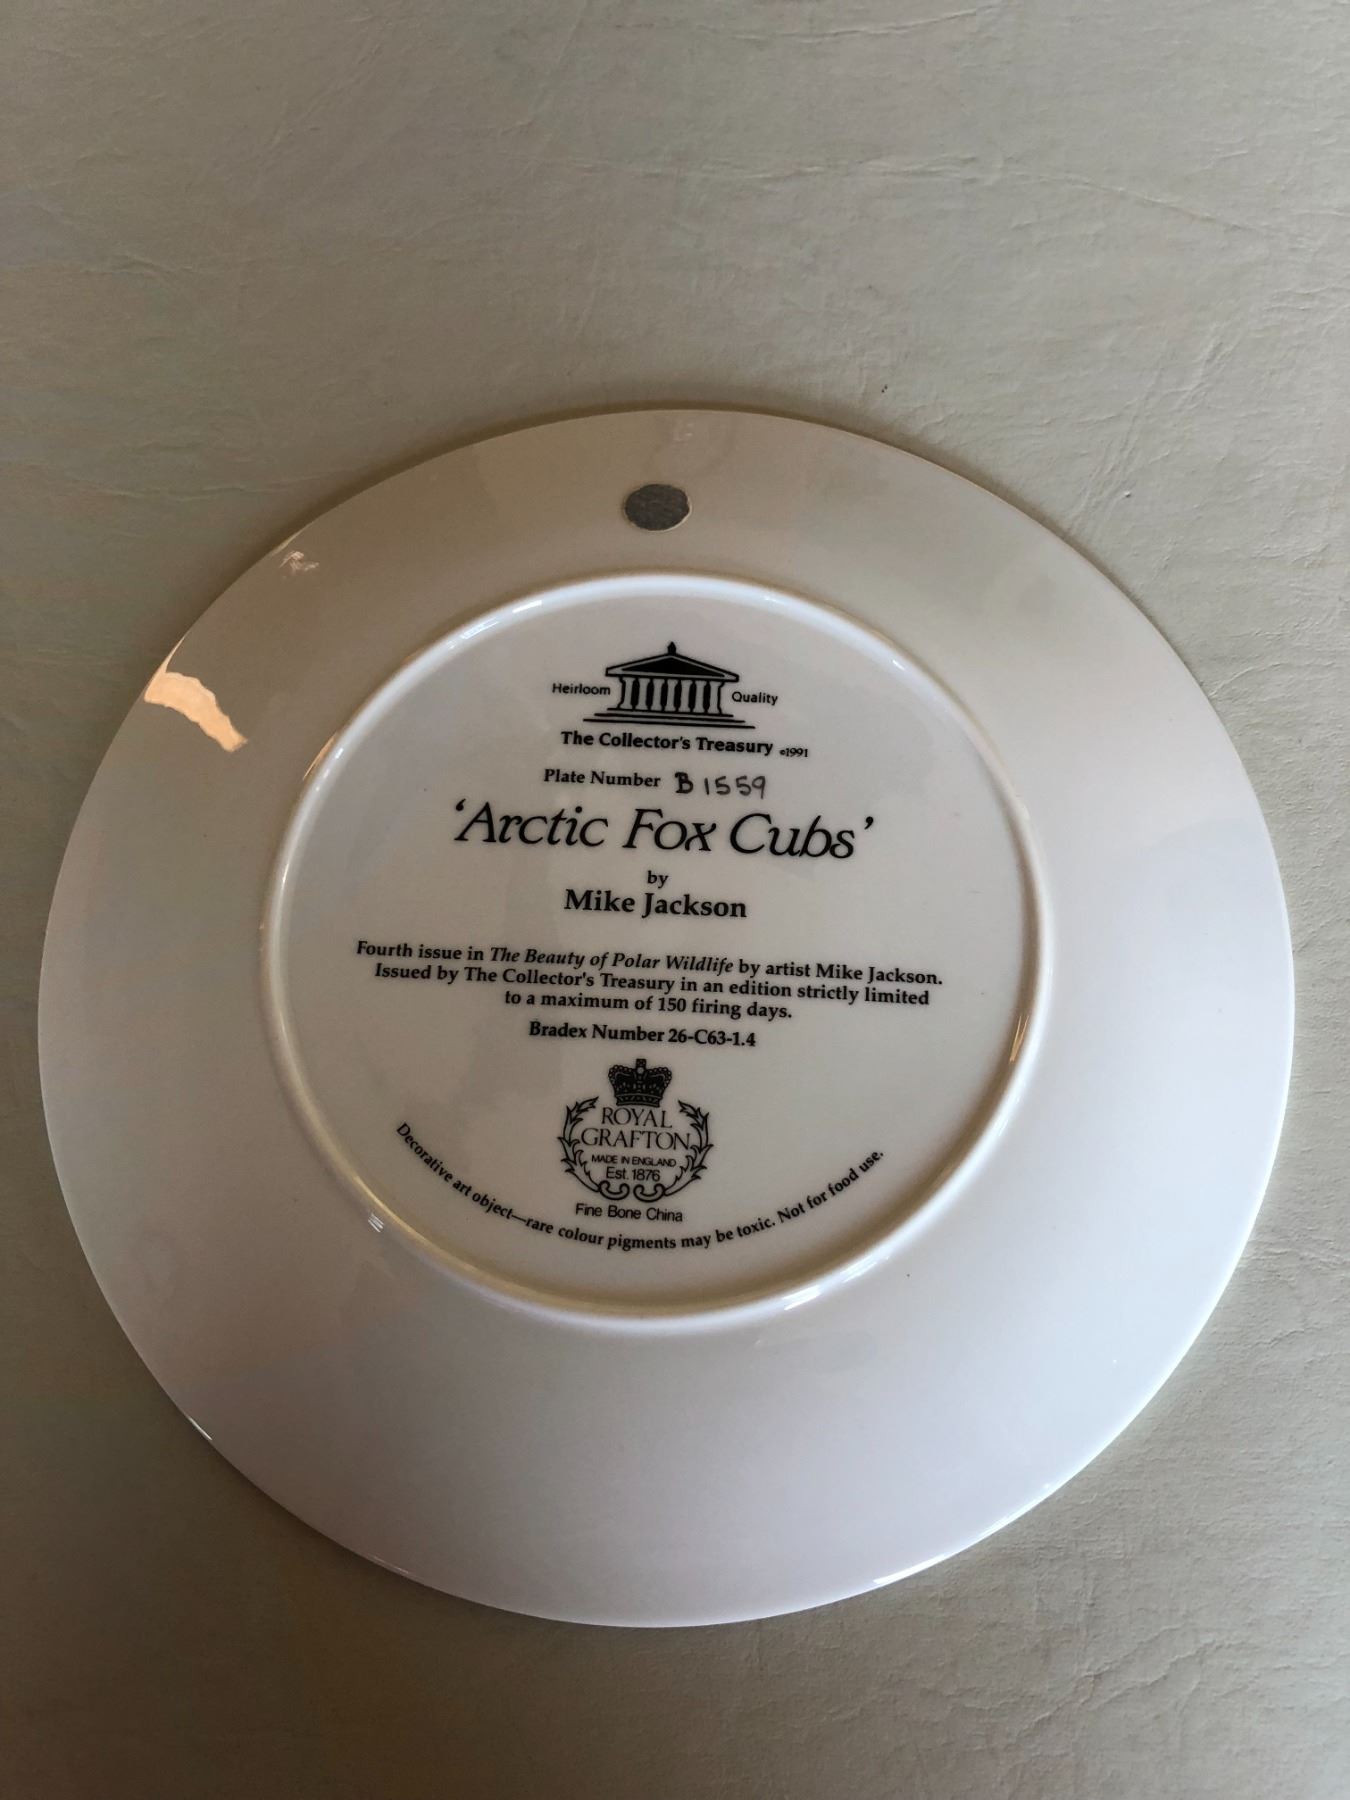 Heirloom Quality
The Collector's Treasury ©1991
Plate Number B 1559
‘Arctic Fox Cubs’
by
Mike Jackson
Fourth issue in The Beauty of Polar Wildlife by artist Mike Jackson.
Issued by The Collector's Treasury in an edition strictly limited
to a maximum of 150 firing days.
Bradex Number 26-C63-1.4
ROYAL
GRAFTON
MADE IN ENGLAND
Est. 1876
Fine Bone China
Decorative art object—rare colour pigments may be toxic. Not for food use.